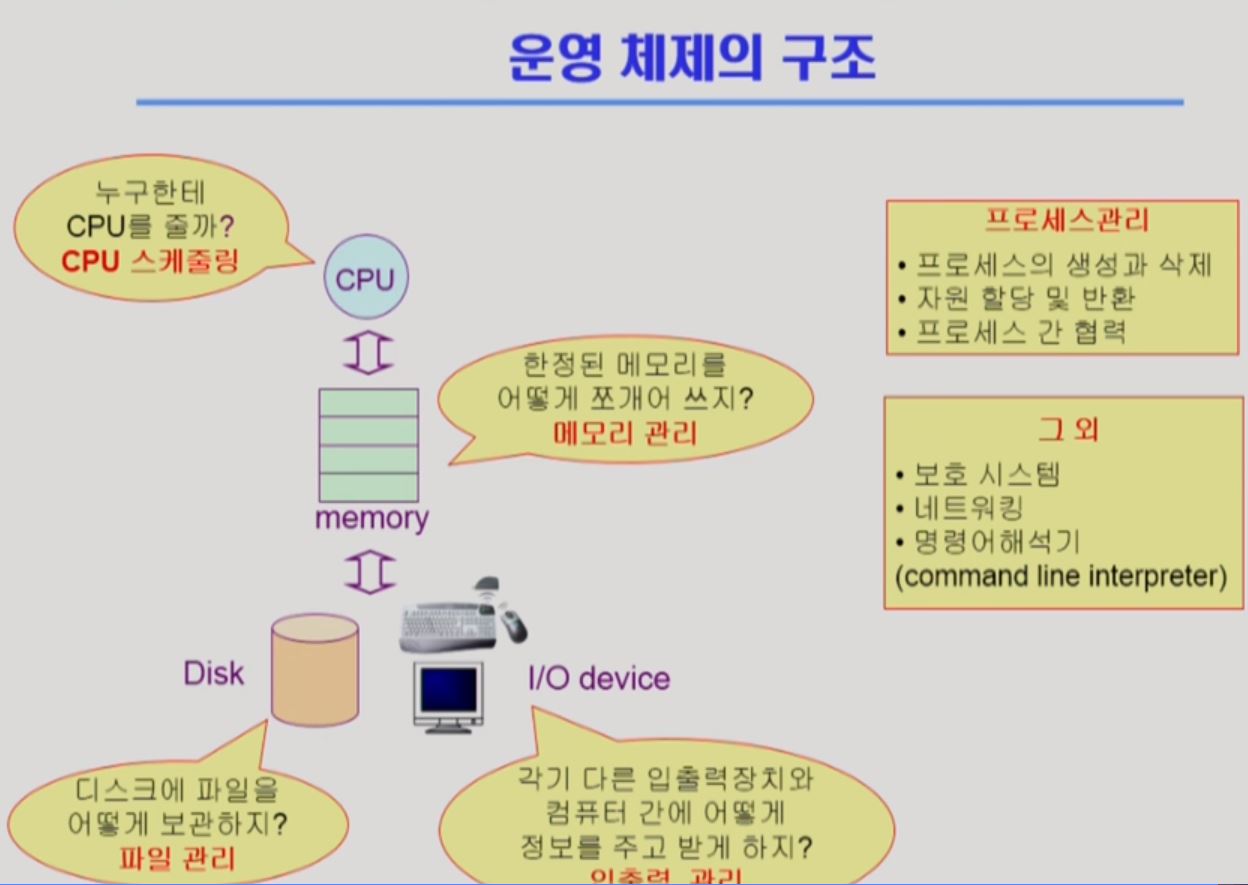 운영 체제의 구조
누구한테
CPU를 줄까?
CPU 스케줄링
CPU
한정된 메모리를
어떻게 쪼개어 쓰지?
메모리 관리
memory
Disk
I/O device
디스크에 파일을
어떻게 보관하지?
파일 관리
각기 다른 입출력장치와
컴퓨터 간에 어떻게
정보를 주고 받게 하지?
입출력 관리
프로세스관리
• 프로세스의 생성과 삭제
• 자원 할당 및 반환
• 프로세스 간 협력
그 외
• 보호 시스템
• 네트워킹
• 명령어해석기
(command line interpreter)